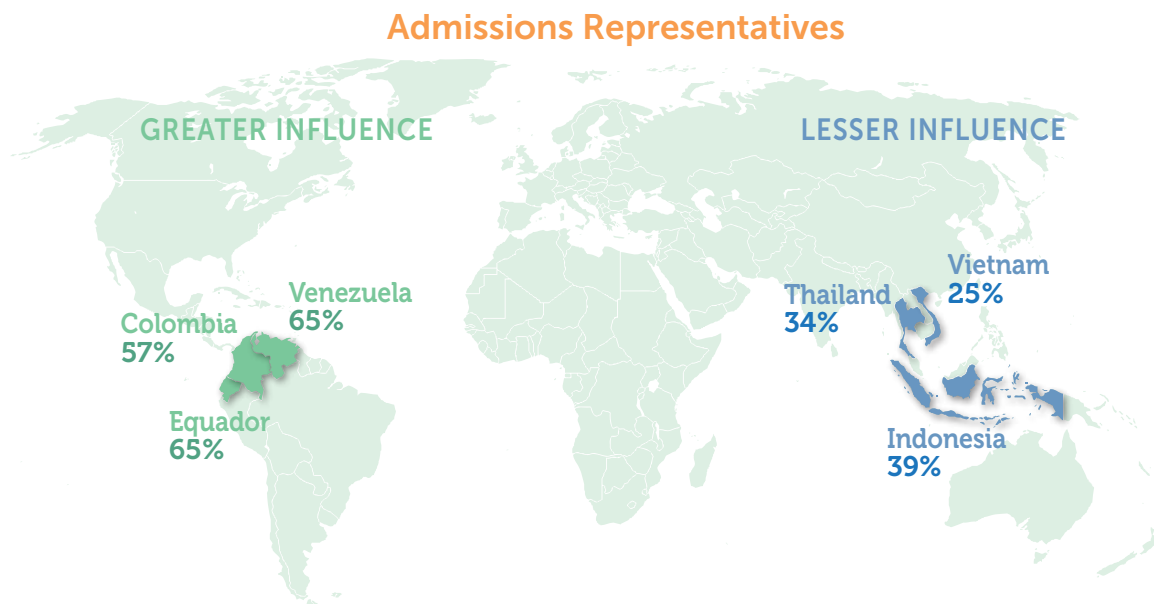 Admissions Representatives
GREATER INFLUENCE
LESSER INFLUENCE
Venezuela
65%
Colombia
57%
Equador
65%
Vietnam
25%
Thailand
34%
Indonesia
39%